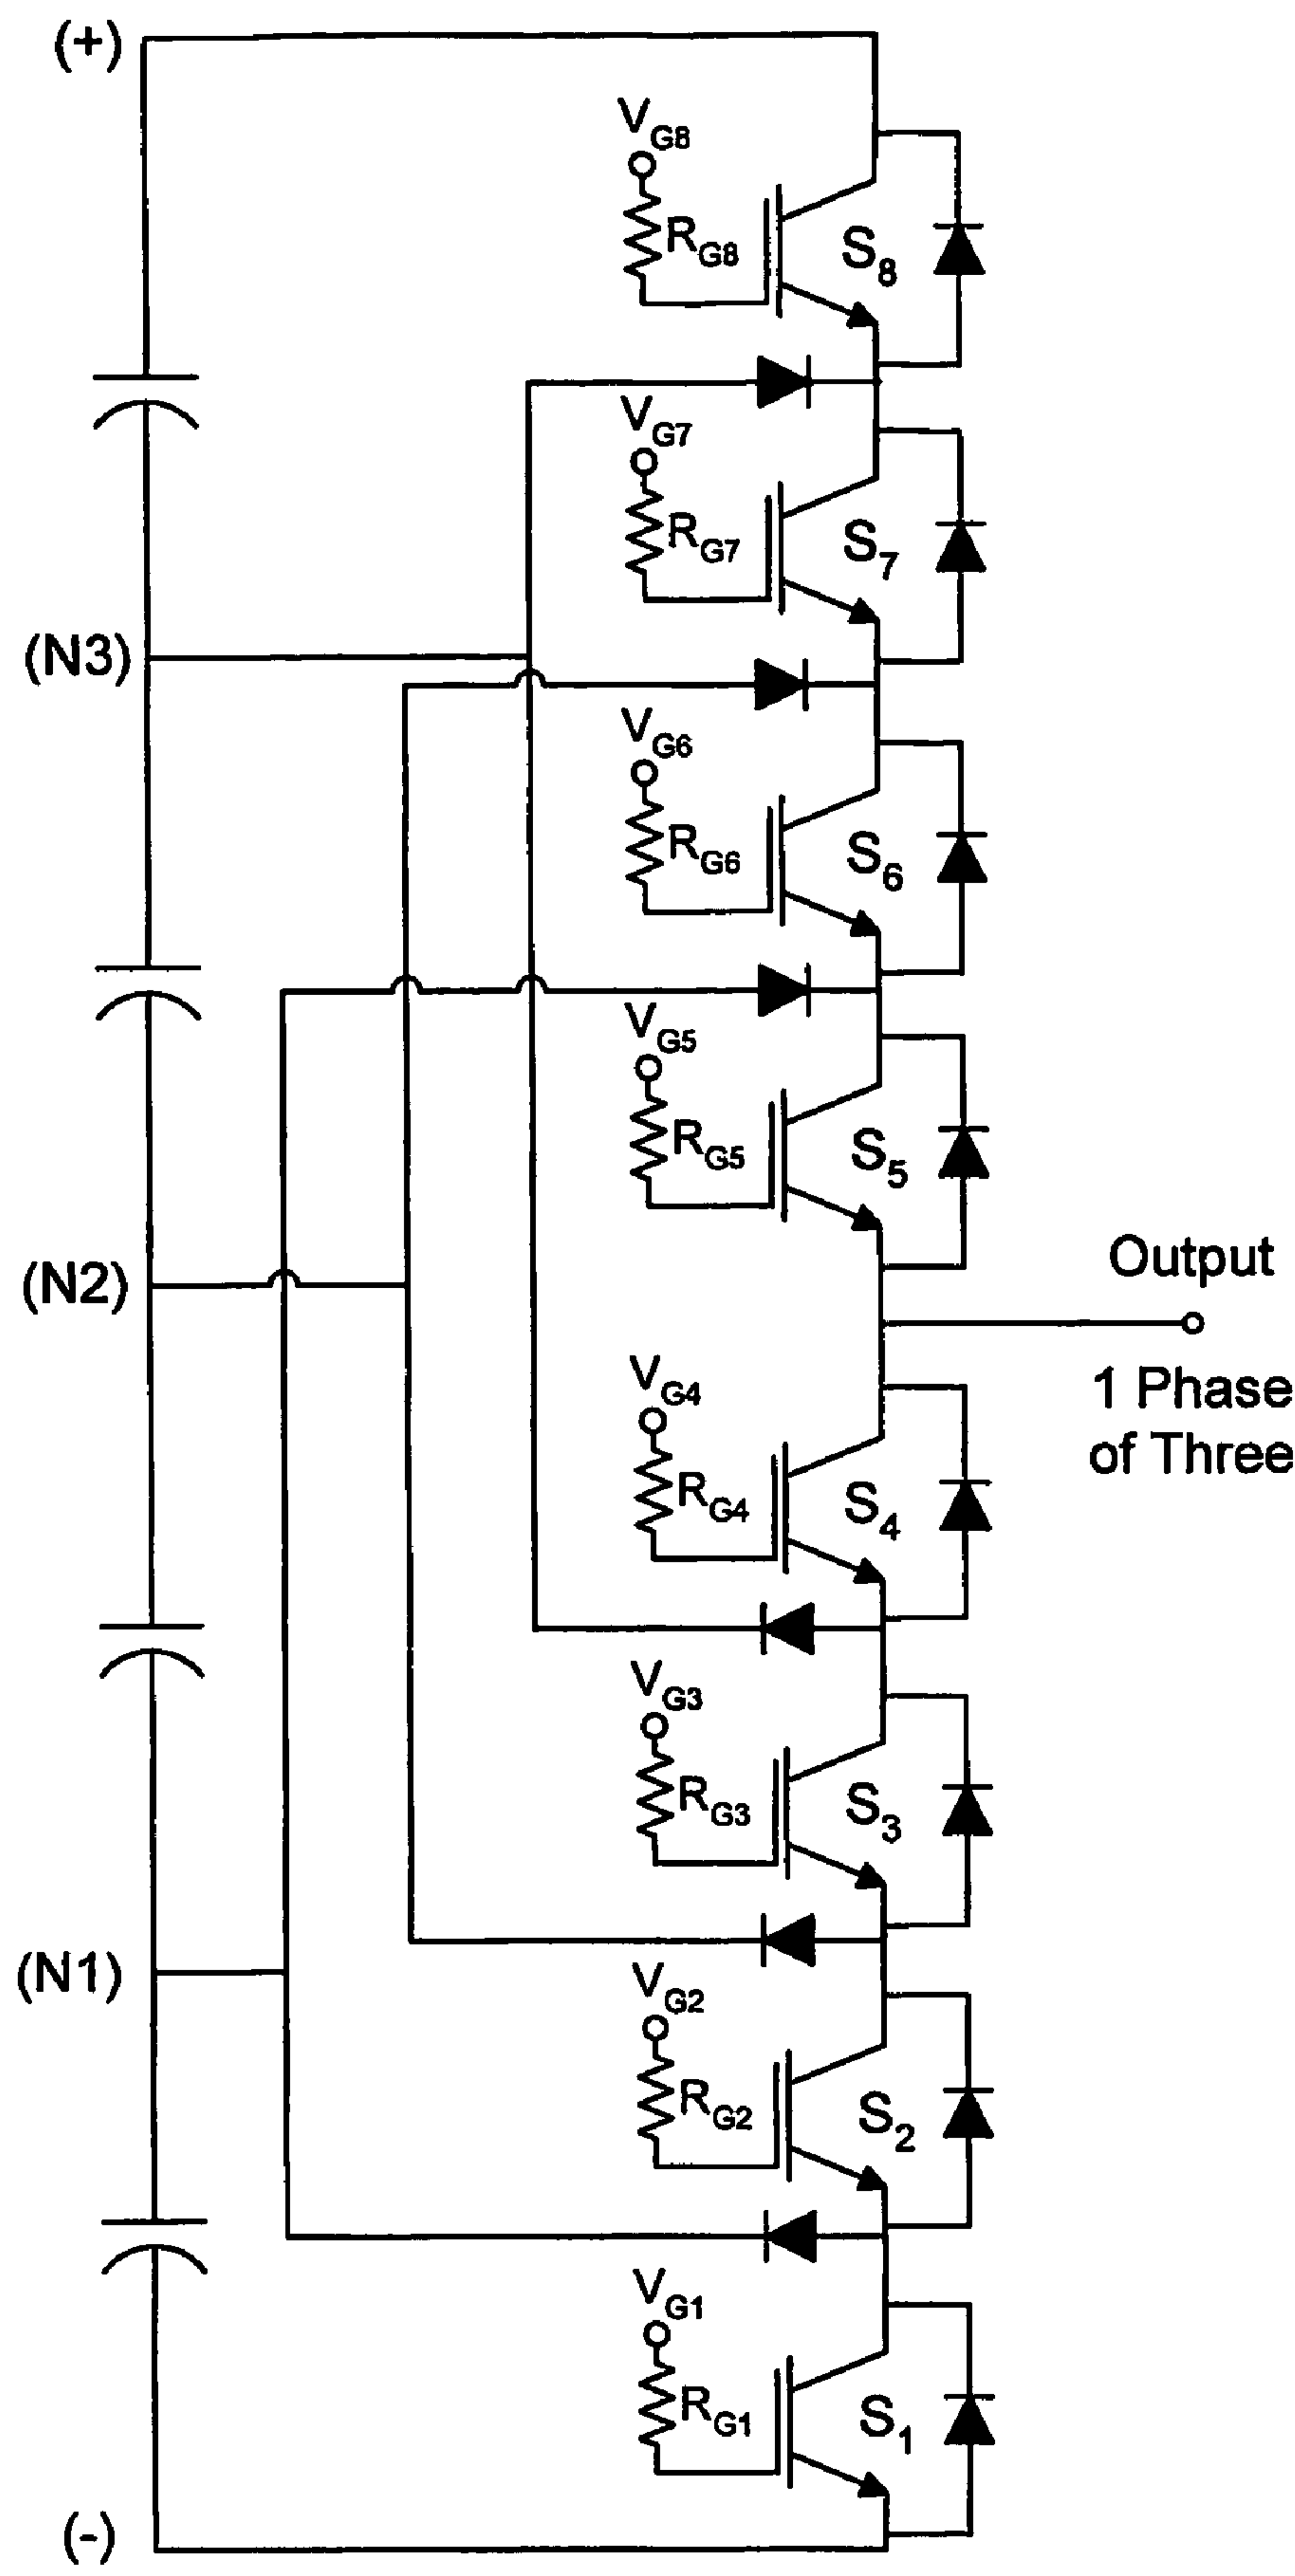 (+)
VG8
RG8
S8
VG7
RG7
S7
(N3)
VG6
RG6
S6
VG5
RG5
S5
Output
(N2)
1 Phase
of Three
VG4
RG4
S4
VG3
RG3
S3
(N1)
VG2
RG2
S2
VG1
RG1
S1
(-)